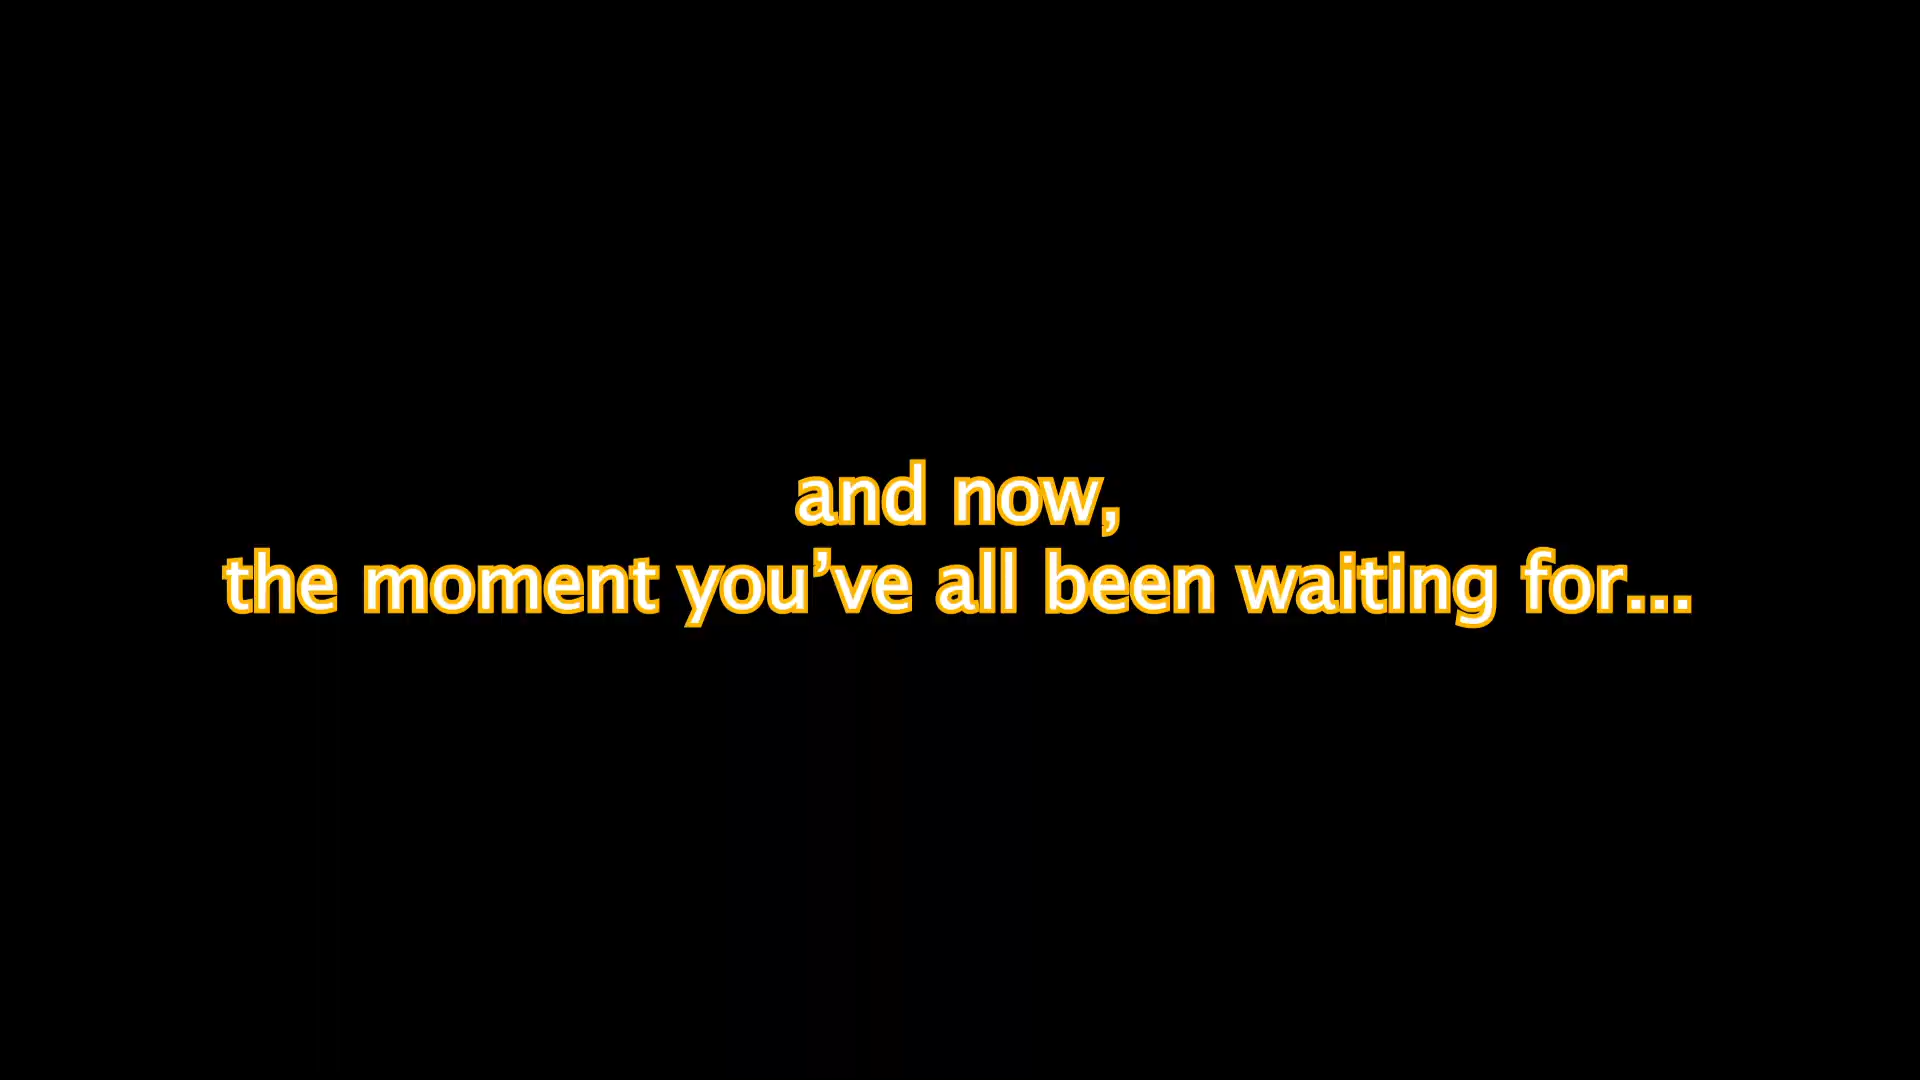 and now,
the moment you’ve all been waiting for...